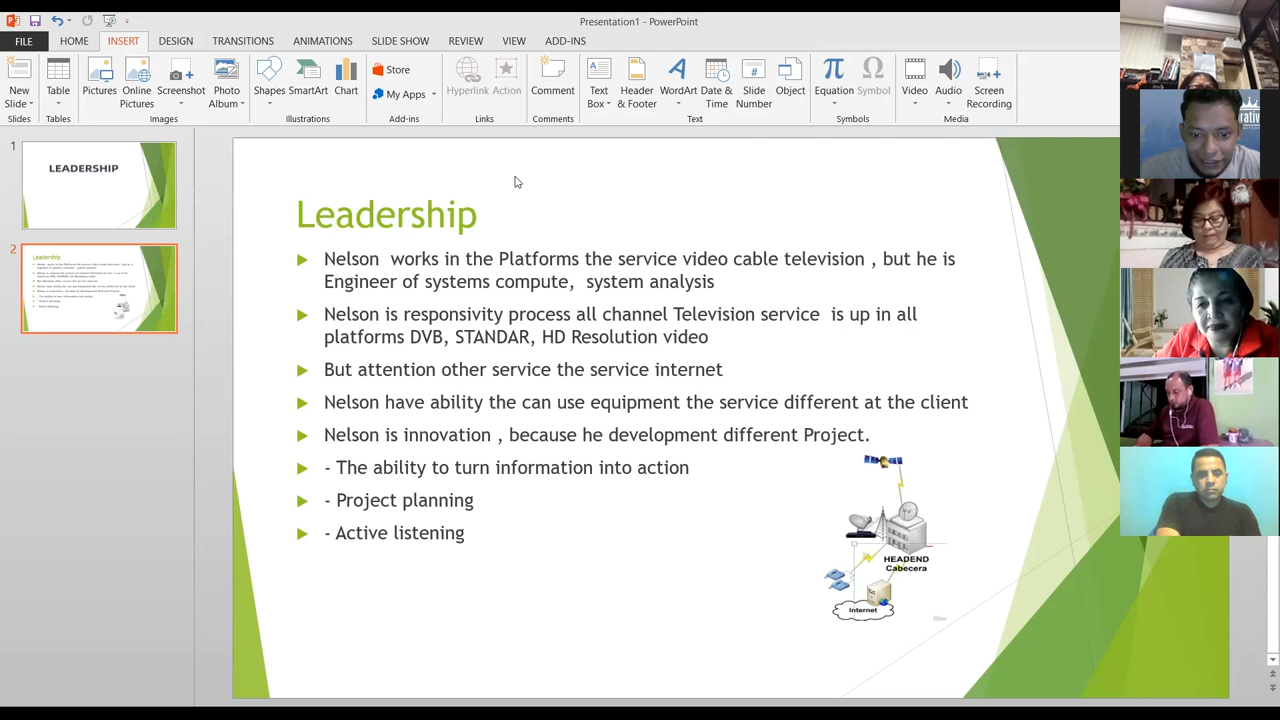 Presentation1 - PowerPoint
FILE
HOME
INSERT
DESIGN
TRANSITIONS
ANIMATIONS
SLIDE SHOW
REVIEW
VIEW
ADD-INS
New Slide
Table
Pictures
Online Pictures
Screenshot
Photo Album
Shapes
SmartArt
Chart
Store
My Apps
Hyperlink
Action
Comment
Text Box
Header & Footer
WordArt
Date & Time
Slide Number
Object
Equation
Symbol
Video
Audio
Screen Recording
Slides
Tables
Images
Illustrations
Add-ins
Links
Comments
Text
Symbols
Media
1
LEADERSHIP
2
Leadership
Nelson works in the Platforms the service video cable television , but he is
Engineer of systems compute, system analysis
Nelson is responsivity process all channel Television service is up in all
platforms DVB, STANDAR, HD Resolution video
But attention other service the service internet
Nelson have ability the can use equipment the service different at the client
Nelson is innovation , because he development different Project.
- The ability to turn information into action
- Project planning
- Active listening
HEADEND
Cabecera
Internet